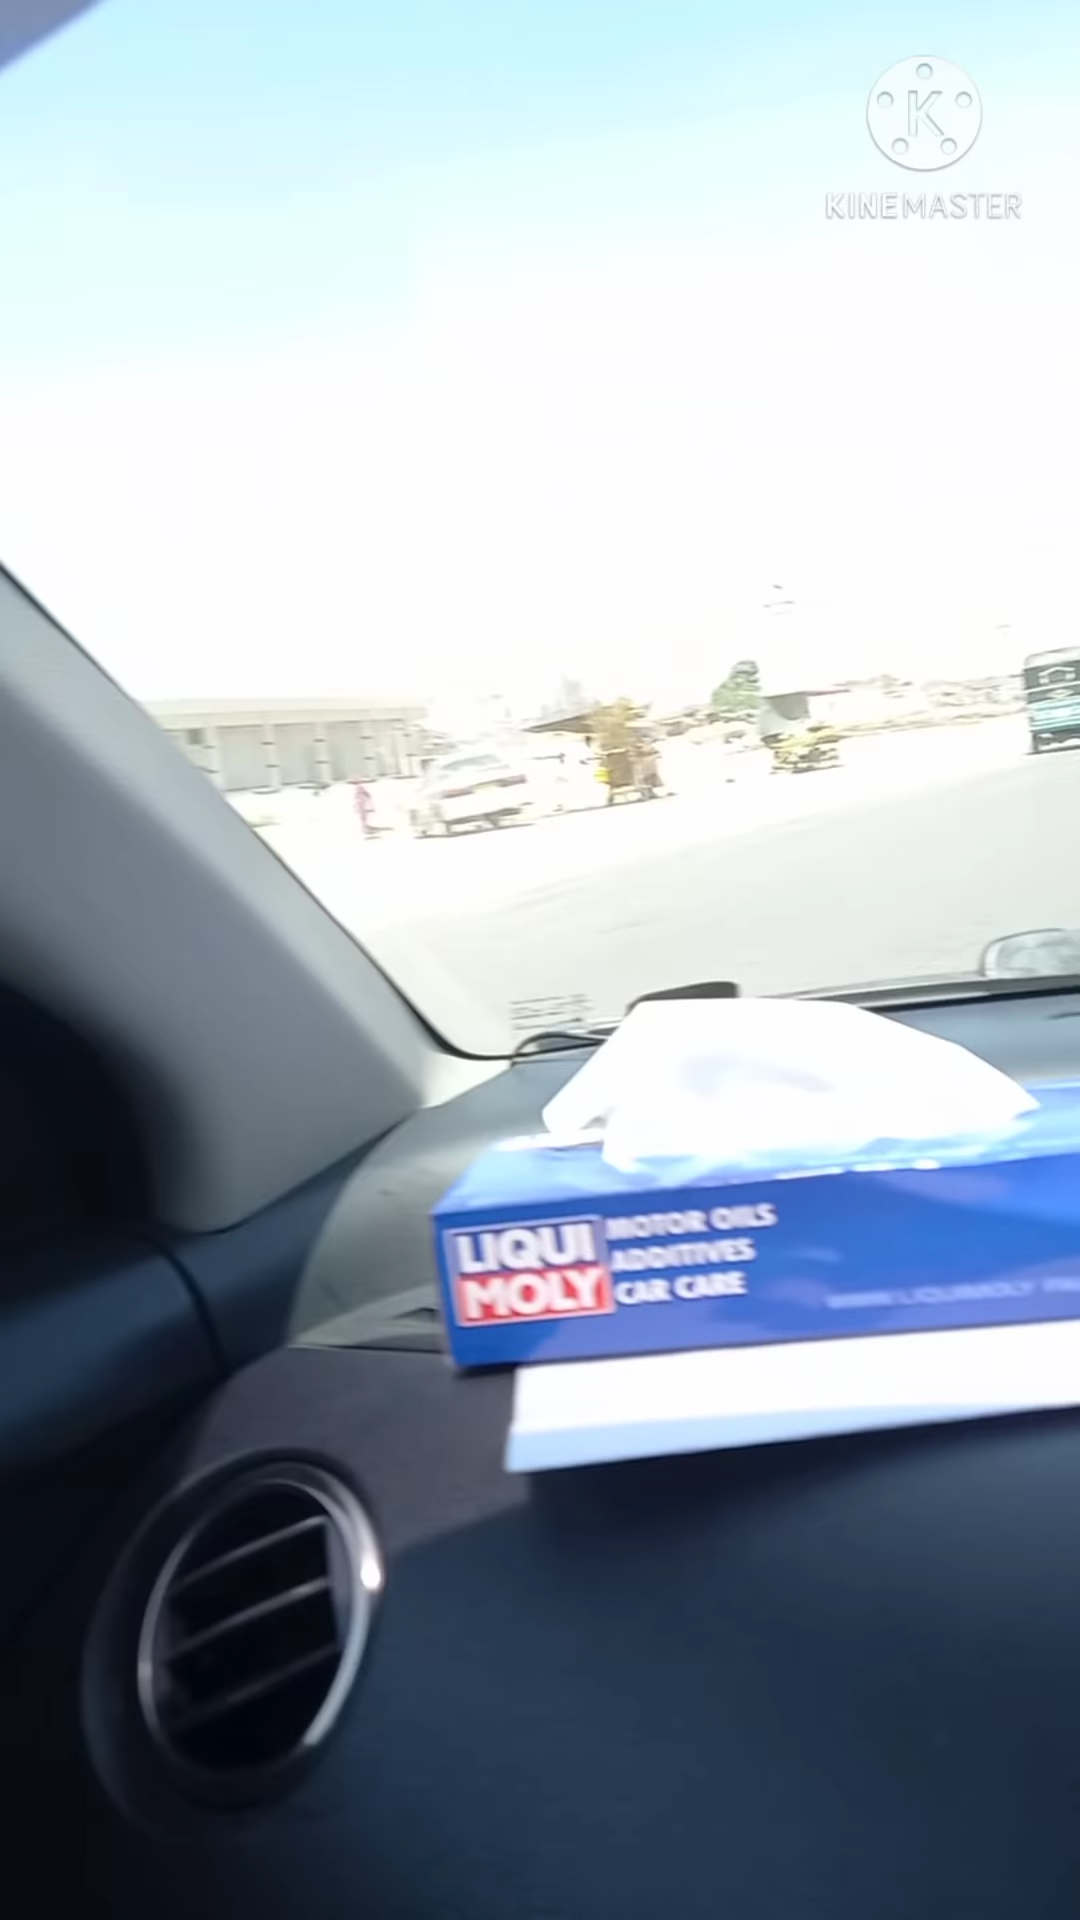 KINEMASTER
LIQUI
MOLY
MOTOR OILS
ADDITIVES
CAR CARE